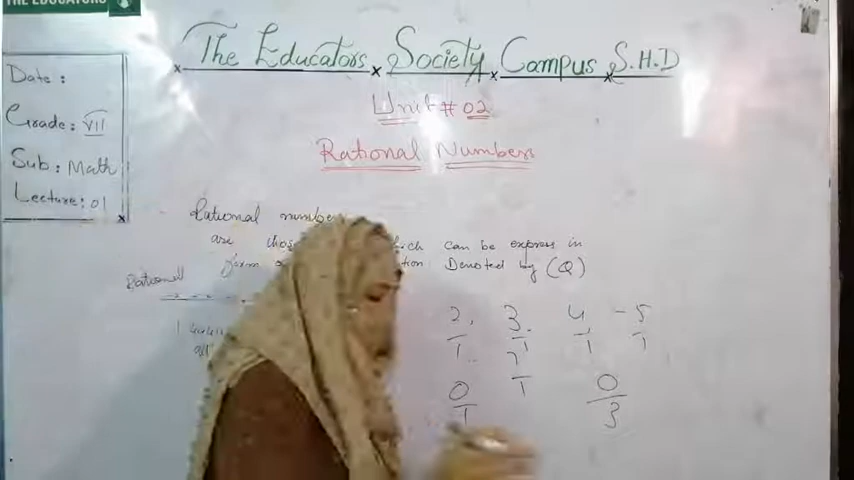 THE EDUCATORS
The Educators Society Campus S.H.D
Date:
Grade: VII
Sub: Math
Lecture: 01
Unit # 02
Rational Numbers
Rational numbers
are which can be express in
form Denoted by (Q)
Rational
2, 3. 4 -5
1 1 1 1
0 7 0
1 1 3